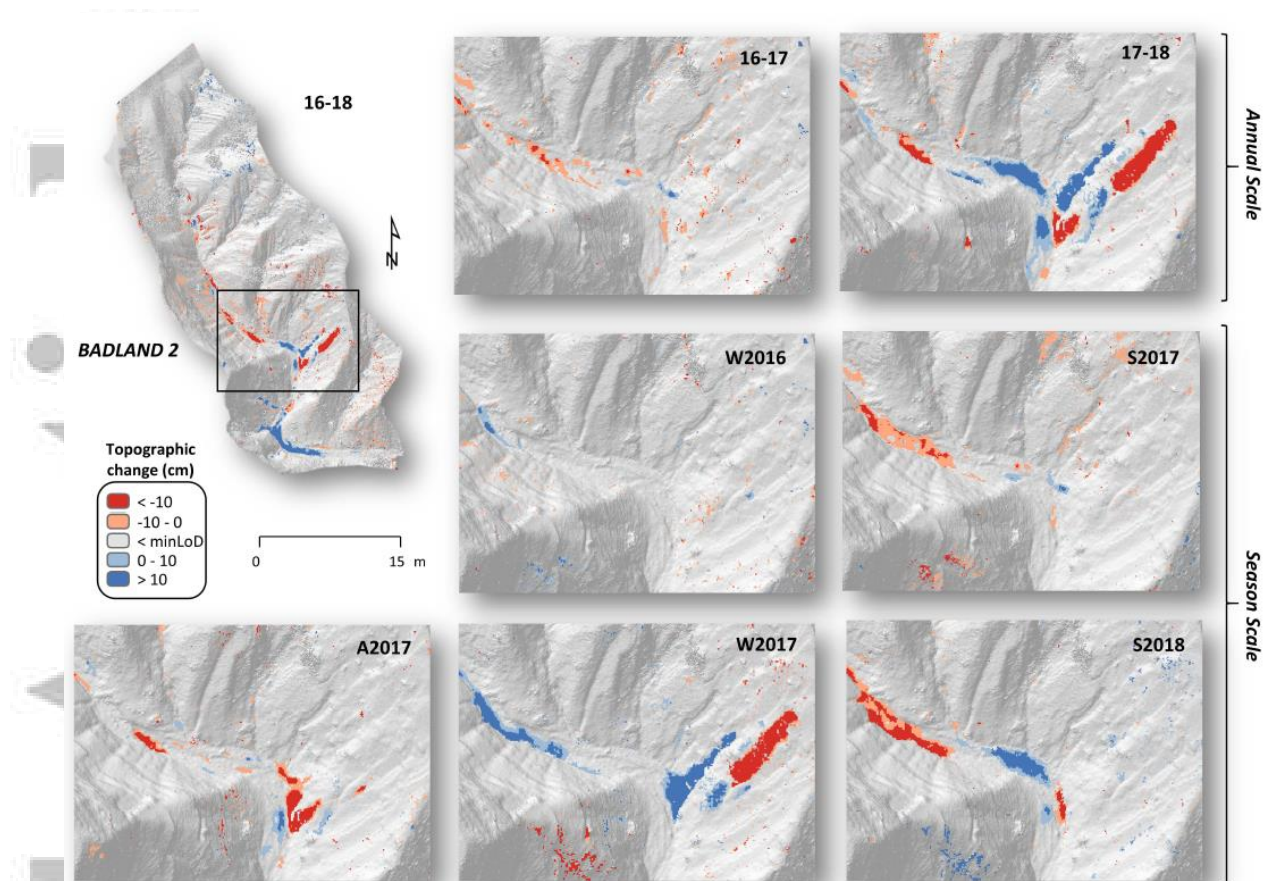 16-18
16-17
17-18
Annual Scale
N
BADLAND 2
W2016
S2017
Topographic
change (cm)
< -10
-10 - 0
< minLoD
0 - 10
> 10
0 15 m
Season Scale
A2017
W2017
S2018